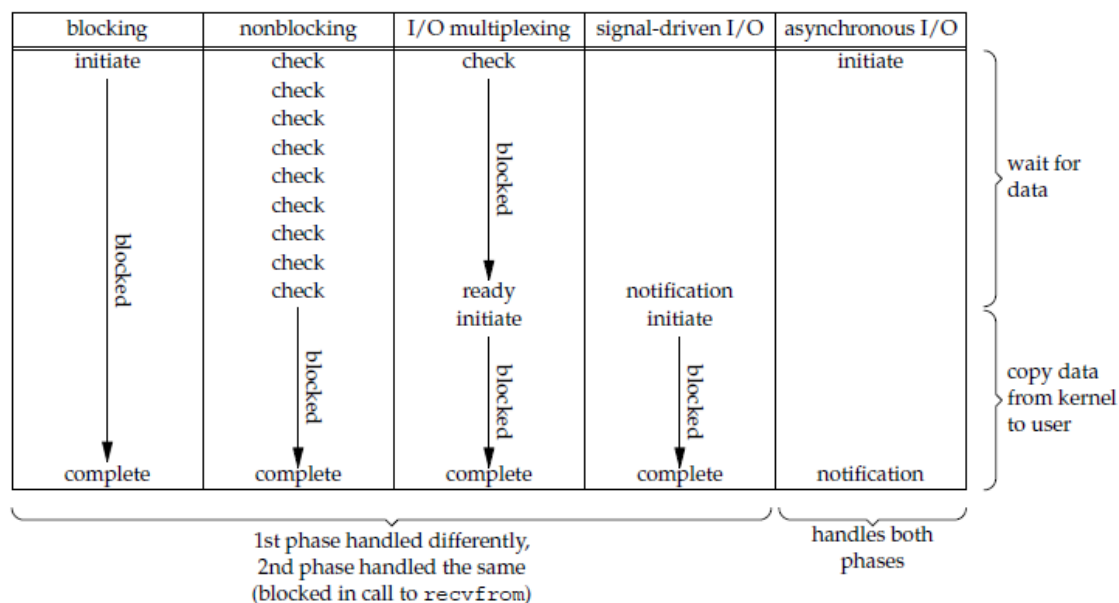 blocking nonblocking I/O multiplexing signal-driven I/O asynchronous I/O
initiate check check initiate
check
check
check
check
check
check
check
check ready notification
initiate initiate
blocked
blocked
blocked
blocked
blocked
complete complete complete complete notification
wait for
data
copy data
from kernel
to user
1st phase handled differently,
2nd phase handled the same
(blocked in call to recvfrom)
handles both
phases